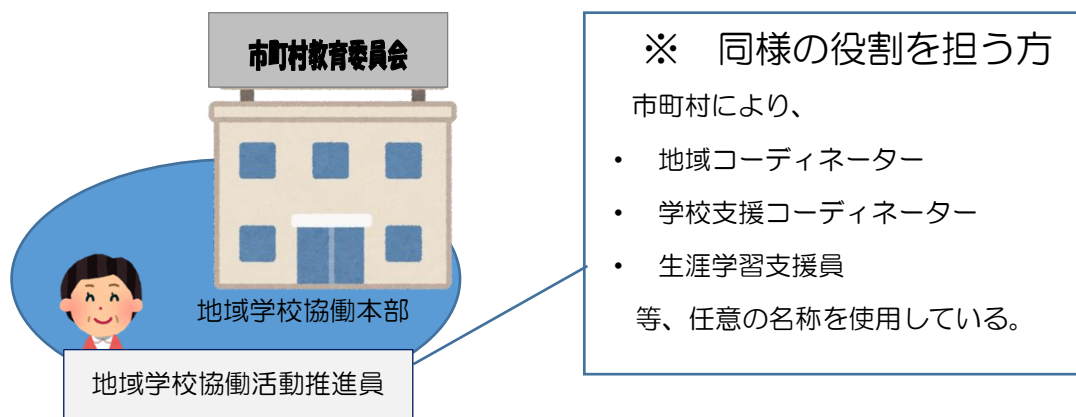 市町村教育委員会
地域学校協働本部
地域学校協働活動推進員
※　同様の役割を担う方
市町村により、
・　地域コーディネーター
・　学校支援コーディネーター
・　生涯学習支援員
等、任意の名称を使用している。